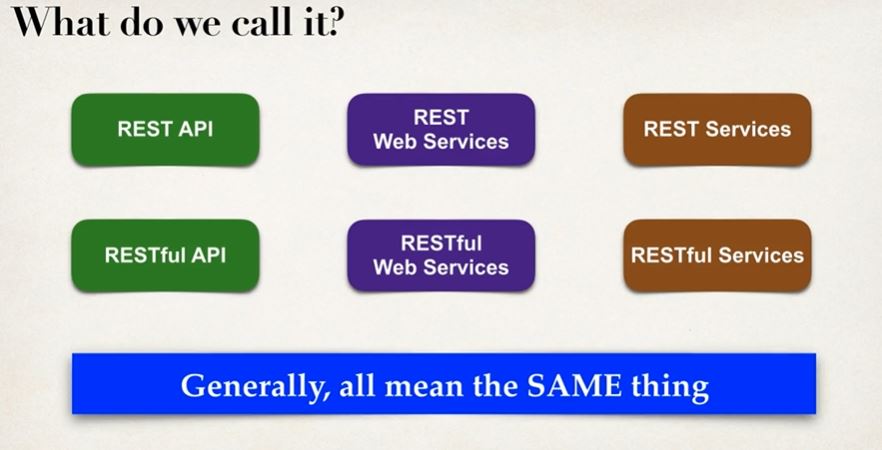 What do we call it?
REST API
REST
Web Services
REST Services
RESTful API
RESTful
Web Services
RESTful Services
Generally, all mean the SAME thing